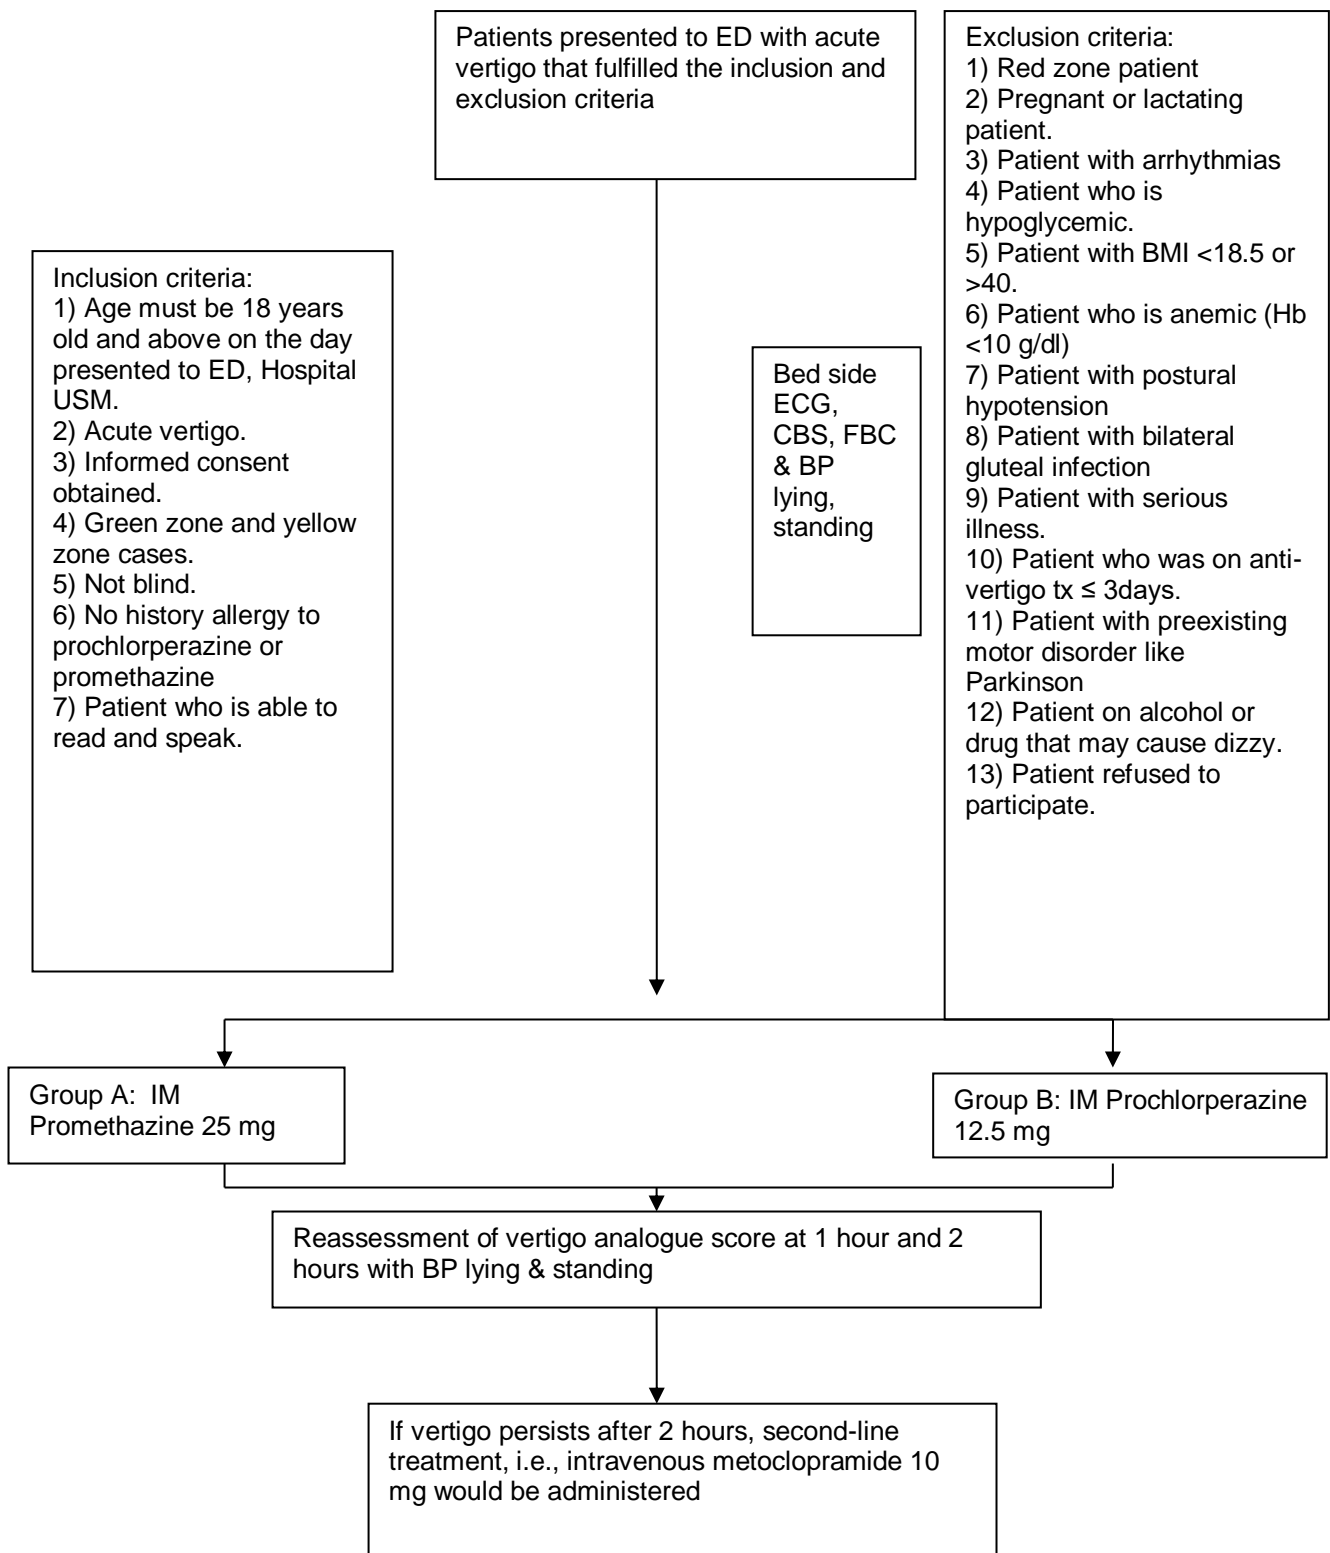 Patients presented to ED with acute
vertigo that fulfilled the inclusion and
exclusion criteria
Exclusion criteria:
1) Red zone patient
2) Pregnant or lactating
patient.
3) Patient with arrhythmias
4) Patient who is
hypoglycemic.
5) Patient with BMI <18.5 or
>40.
6) Patient who is anemic (Hb
<10 g/dl)
7) Patient with postural
hypotension
8) Patient with bilateral
gluteal infection
9) Patient with serious
illness.
10) Patient who was on anti-
vertigo tx ≤ 3days.
11) Patient with preexisting
motor disorder like
Parkinson
12) Patient on alcohol or
drug that may cause dizzy.
13) Patient refused to
participate.
Inclusion criteria:
1) Age must be 18 years
old and above on the day
presented to ED, Hospital
USM.
2) Acute vertigo.
3) Informed consent
obtained.
4) Green zone and yellow
zone cases.
5) Not blind.
6) No history allergy to
prochlorperazine or
promethazine
7) Patient who is able to
read and speak.
Bed side
ECG,
CBS, FBC
& BP
lying,
standing
Group A:  IM
Promethazine 25 mg
Group B: IM Prochlorperazine
12.5 mg
Reassessment of vertigo analogue score at 1 hour and 2
hours with BP lying & standing
If vertigo persists after 2 hours, second-line
treatment, i.e., intravenous metoclopramide 10
mg would be administered